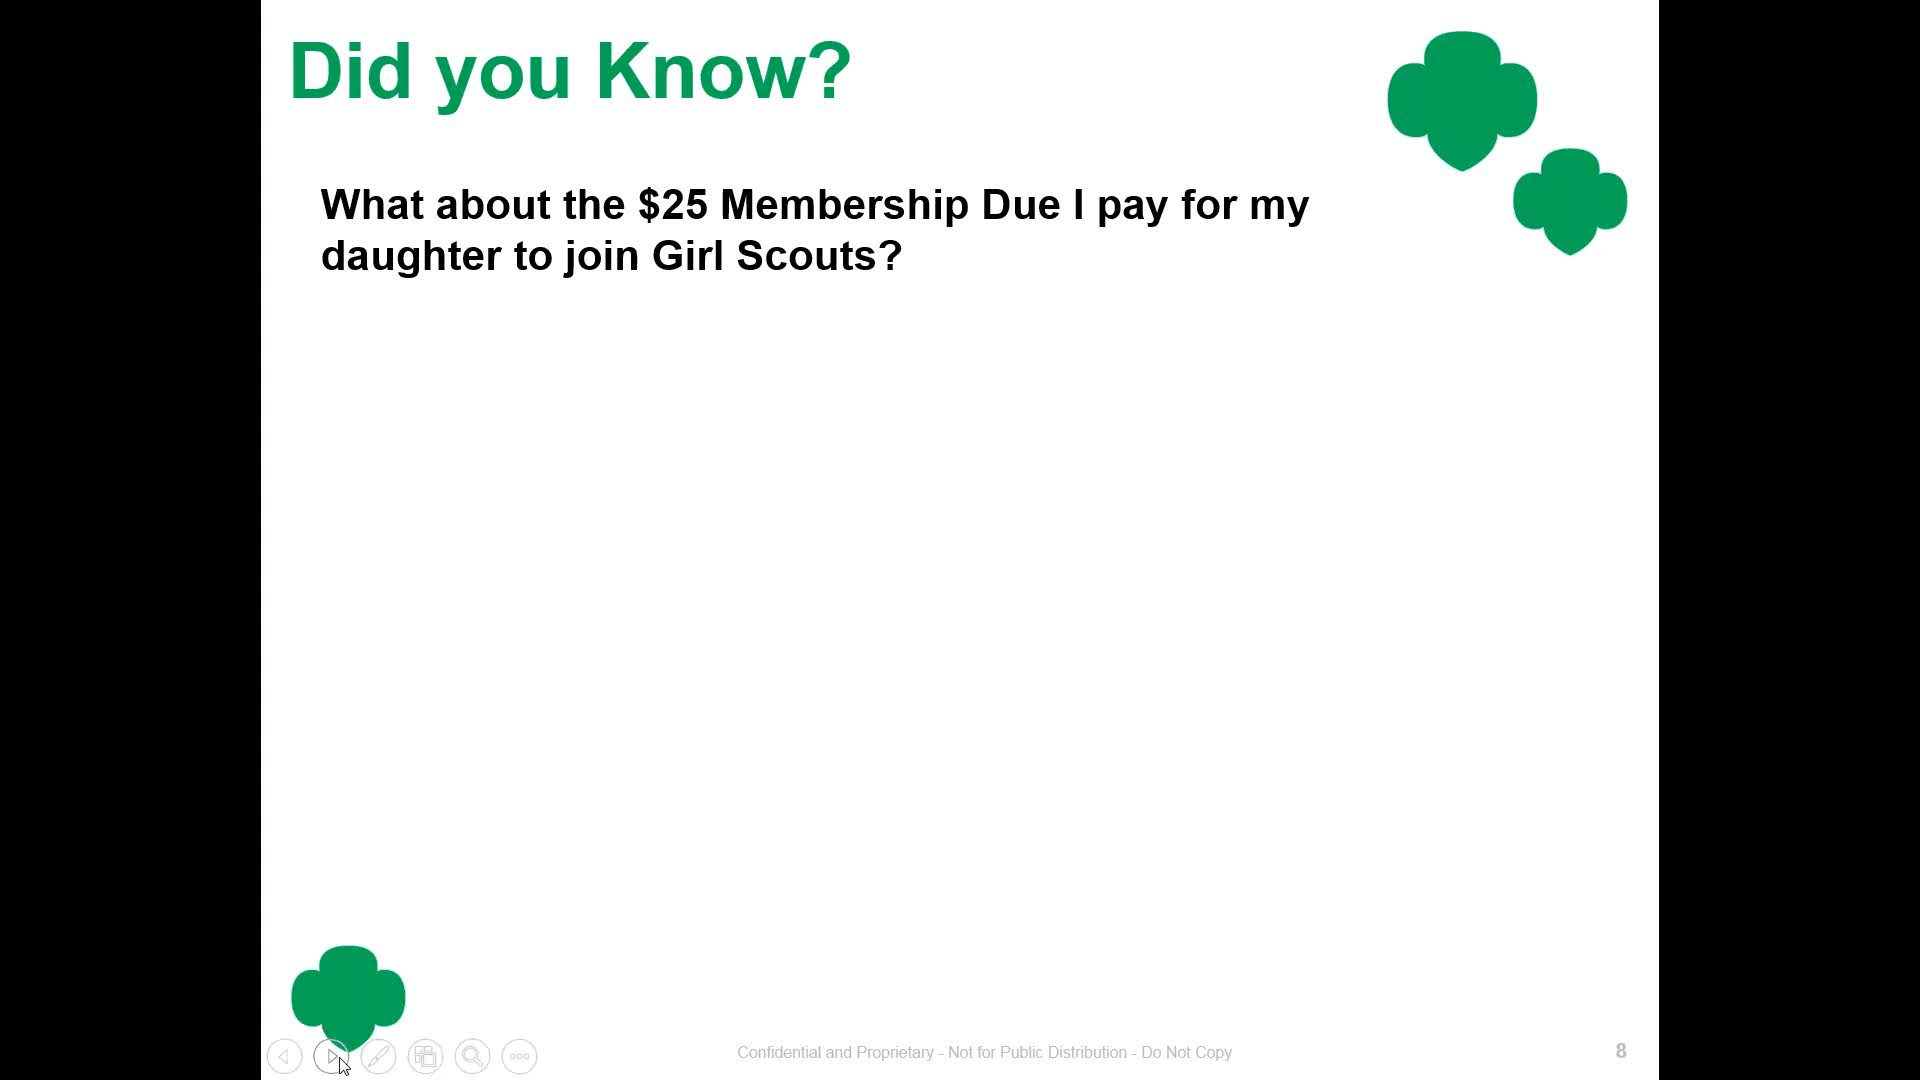 Did you Know?
What about the $25 Membership Due I pay for my
daughter to join Girl Scouts?
Confidential and Proprietary - Not for Public Distribution - Do Not Copy
8